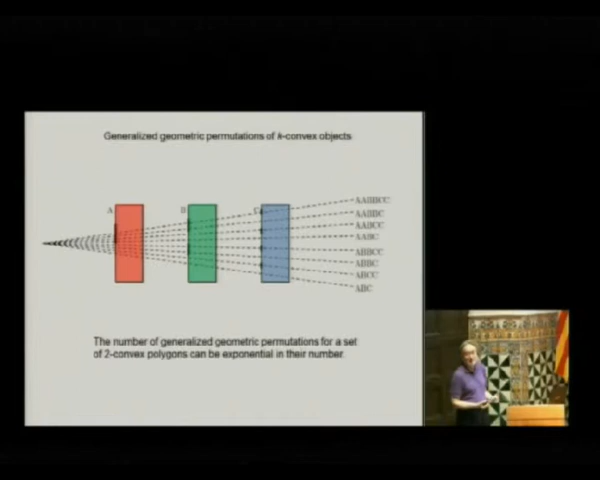 Generalized geometric permutations of k-convex objects
A
B
C
AABBCC
AABBC
AABCC
AABC
ABBCC
ABBC
ABCC
ABC
The number of generalized geometric permutations for a set
of 2-convex polygons can be exponential in their number.